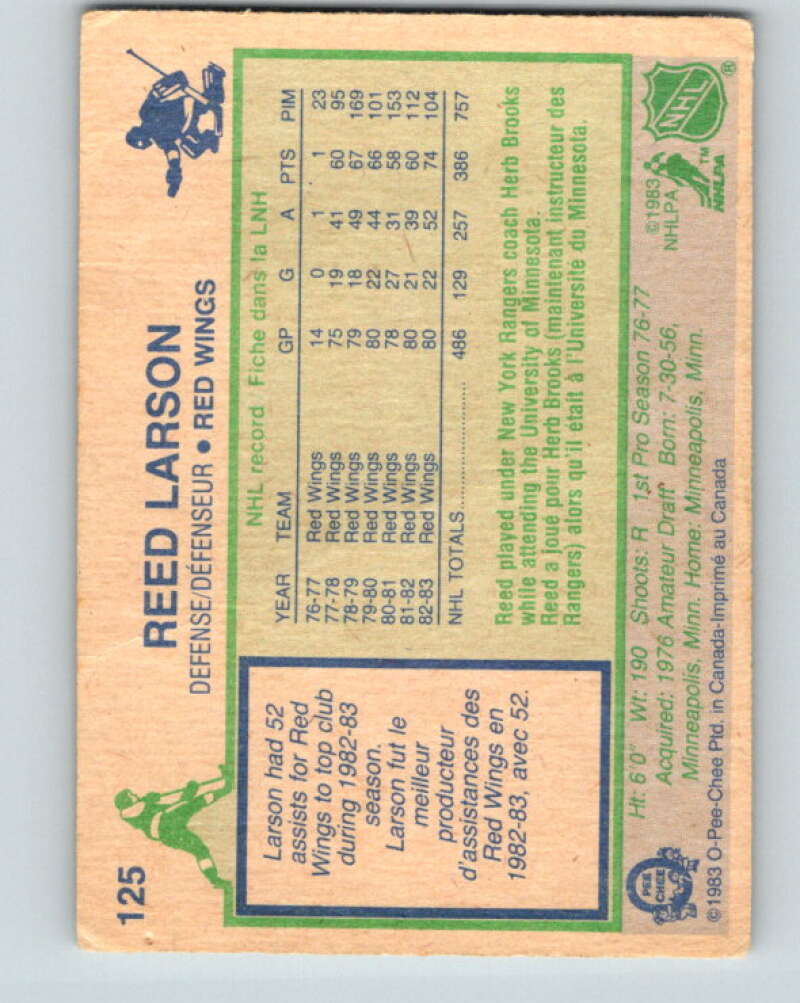 125
REED LARSON
DEFENSE/DÉFENSEUR • RED WINGS
Larson had 52
assists for Red
Wings to top club
during 1982-83
season.
Larson fut le
meilleur
producteur
d'assistances des
Red Wings en
1982-83, avec 52.
NHL record Fiche dans la LNH
YEAR TEAM GP G A PTS PIM
76-77 Red Wings 14 0 1 1 23
77-78 Red Wings 75 19 41 60 95
78-79 Red Wings 79 18 49 67 169
79-80 Red Wings 80 22 44 66 101
80-81 Red Wings 78 27 31 58 153
81-82 Red Wings 80 21 39 60 112
82-83 Red Wings 80 22 52 74 104
NHL TOTALS 486 129 257 386 757
Reed played under New York Rangers coach Herb Brooks
while attending the University of Minnesota.
Reed a joué pour Herb Brooks (maintenant instructeur des
Rangers) alors qu'il était à l'Universite du Minnesota.
Ht: 6'0" Wt: 190 Shoots: R 1st Pro Season 76-77
Acquired: 1976 Amateur Draft Born: 7-30-56,
Minneapolis, Minn. Home: Minneapolis, Minn.
©1983 O-Pee-Chee Ptd. in Canada-Imprimé au Canada
PEE
CHEE
©1983
NHLPA
NHLPA™
NHL®